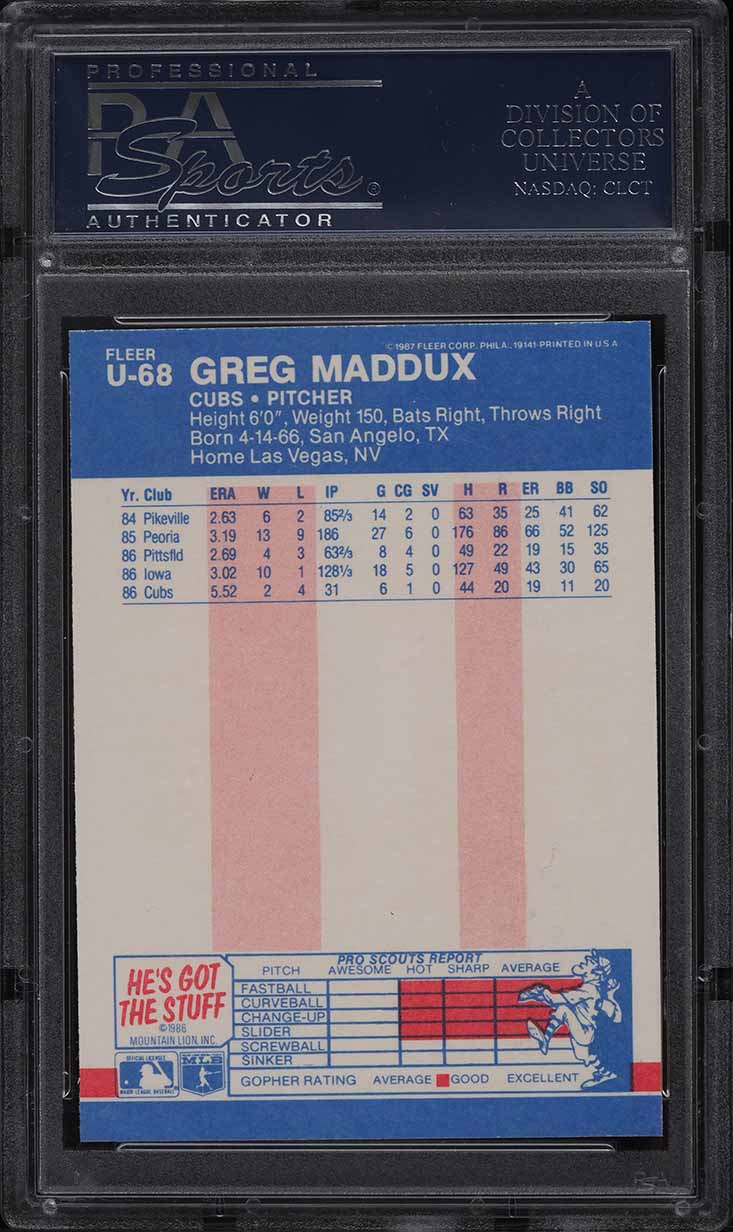 PROFESSIONAL
PSA
Sports®
AUTHENTICATOR
A
DIVISION OF
COLLECTORS
UNIVERSE
NASDAQ: CLCT
©1987 FLEER CORP. PHILA., 19141-PRINTED IN U S A
FLEER
U-68 GREG MADDUX
CUBS • PITCHER
Height 6'0", Weight 150, Bats Right, Throws Right
Born 4-14-66, San Angelo, TX
Home Las Vegas, NV
Yr. Club ERA W L IP G CG SV H R ER BB SO
84 Pikeville 2.63 6 2 85⅔ 14 2 0 63 35 25 41 62
85 Peoria 3.19 13 9 186 27 6 0 176 86 66 52 125
86 Pittsfld 2.69 4 3 63⅔ 8 4 0 49 22 19 15 35
86 Iowa 3.02 10 1 128⅓ 18 5 0 127 49 43 30 65
86 Cubs 5.52 2 4 31 6 1 0 44 20 19 11 20
HE'S GOT
THE STUFF
©1986
MOUNTAIN LION, INC.
PRO SCOUTS REPORT
PITCH AWESOME HOT SHARP AVERAGE
FASTBALL
CURVEBALL
CHANGE-UP
SLIDER
SCREWBALL
SINKER
GOPHER RATING AVERAGE GOOD EXCELLENT
OFFICIAL LICENSEE
MAJOR LEAGUE BASEBALL
MLB
PSA